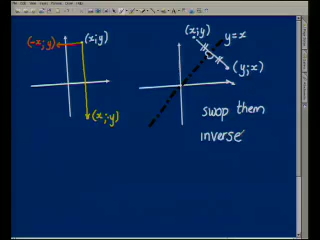 (-x; y)
(x; y)
(x; -y)
(x; y)
y = x
(y; x)
swop them
inverse